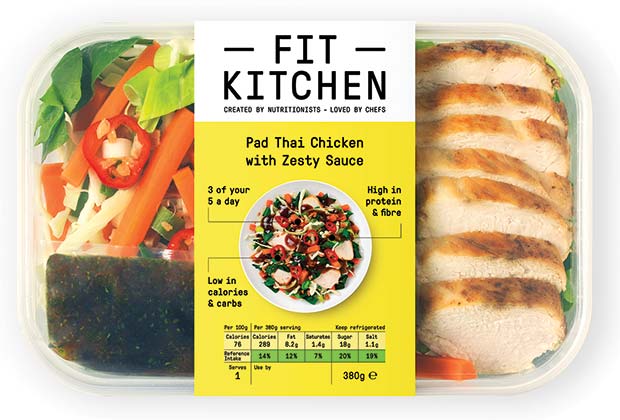 — FIT —
KITCHEN
CREATED BY NUTRITIONISTS - LOVED BY CHEFS
Pad Thai Chicken
with Zesty Sauce
3 of your
5 a day
High in
protein
& fibre
Low in
calories
& carbs
Per 100g Per 380g serving Keep refrigerated
Calories Calories Fat Saturates Sugar Salt
76 289 8.2g 1.4g 18g 1.1g
Reference
Intake 14% 12% 7% 20% 19%
Serves Use by
1 380g ℮